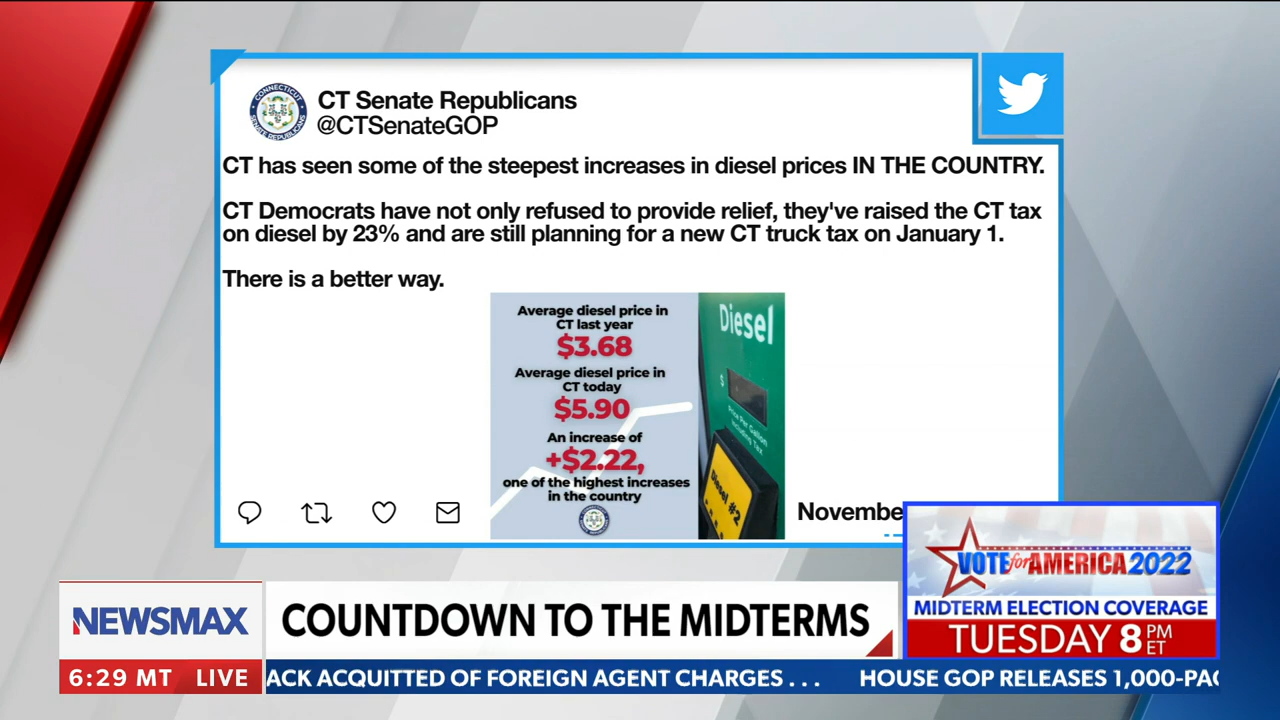 CT Senate Republicans
@CTSenateGOP
CT has seen some of the steepest increases in diesel prices IN THE COUNTRY.
CT Democrats have not only refused to provide relief, they've raised the CT tax
on diesel by 23% and are still planning for a new CT truck tax on January 1.
There is a better way.
Average diesel price in
CT last year
$3.68
Average diesel price in
CT today
$5.90
An increase of
+$2.22,
one of the highest increases
in the country
Diesel
$
Price Per Gallon
Including Tax
Diesel #2
Novembe
VOTE for AMERICA 2022
MIDTERM ELECTION COVERAGE
TUESDAY 8 PM ET
NEWSMAX
COUNTDOWN TO THE MIDTERMS
6:29 MT LIVE
ACK ACQUITTED OF FOREIGN AGENT CHARGES . . . HOUSE GOP RELEASES 1,000-PAG